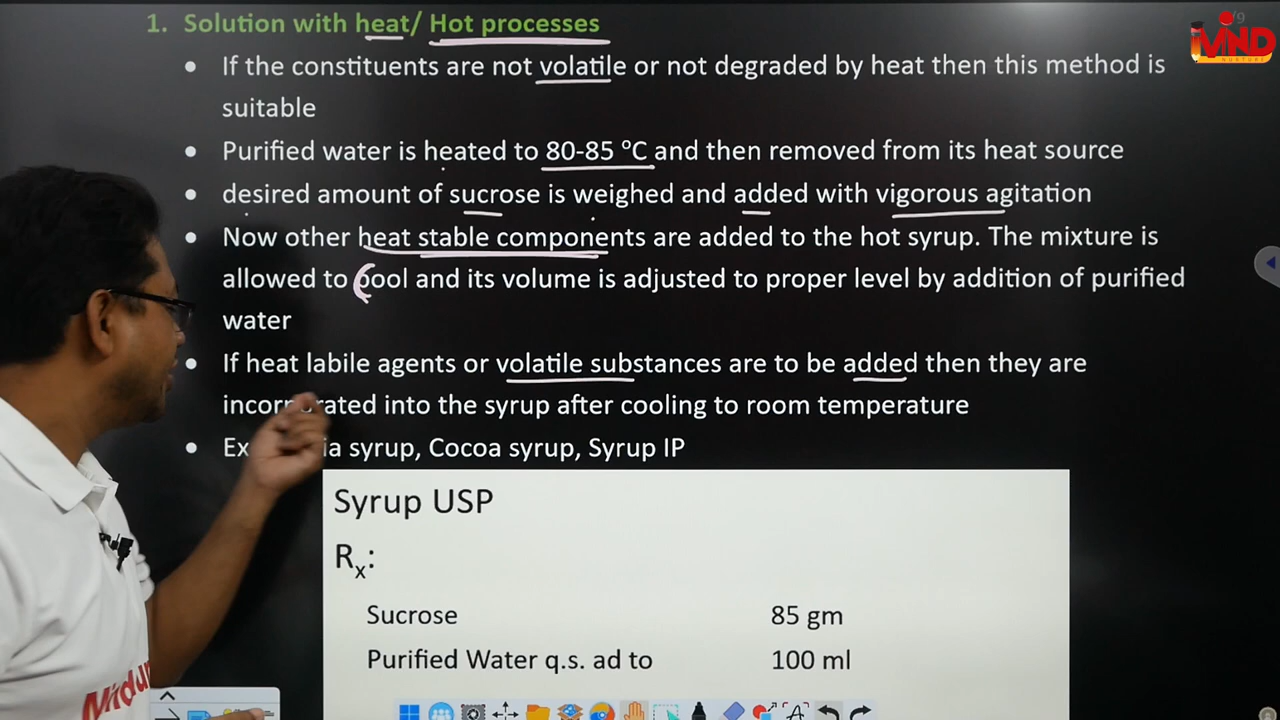 /9
MIND
NURTURE
1. Solution with heat/ Hot processes
• If the constituents are not volatile or not degraded by heat then this method is
suitable
• Purified water is heated to 80-85 °C and then removed from its heat source
• desired amount of sucrose is weighed and added with vigorous agitation
• Now other heat stable components are added to the hot syrup. The mixture is
allowed to cool and its volume is adjusted to proper level by addition of purified
water
• If heat labile agents or volatile substances are to be added then they are
incorporated into the syrup after cooling to room temperature
• syrup, Cocoa syrup, Syrup IP
Syrup USP
Rx:
Sucrose 85 gm
Purified Water q.s. ad to 100 ml